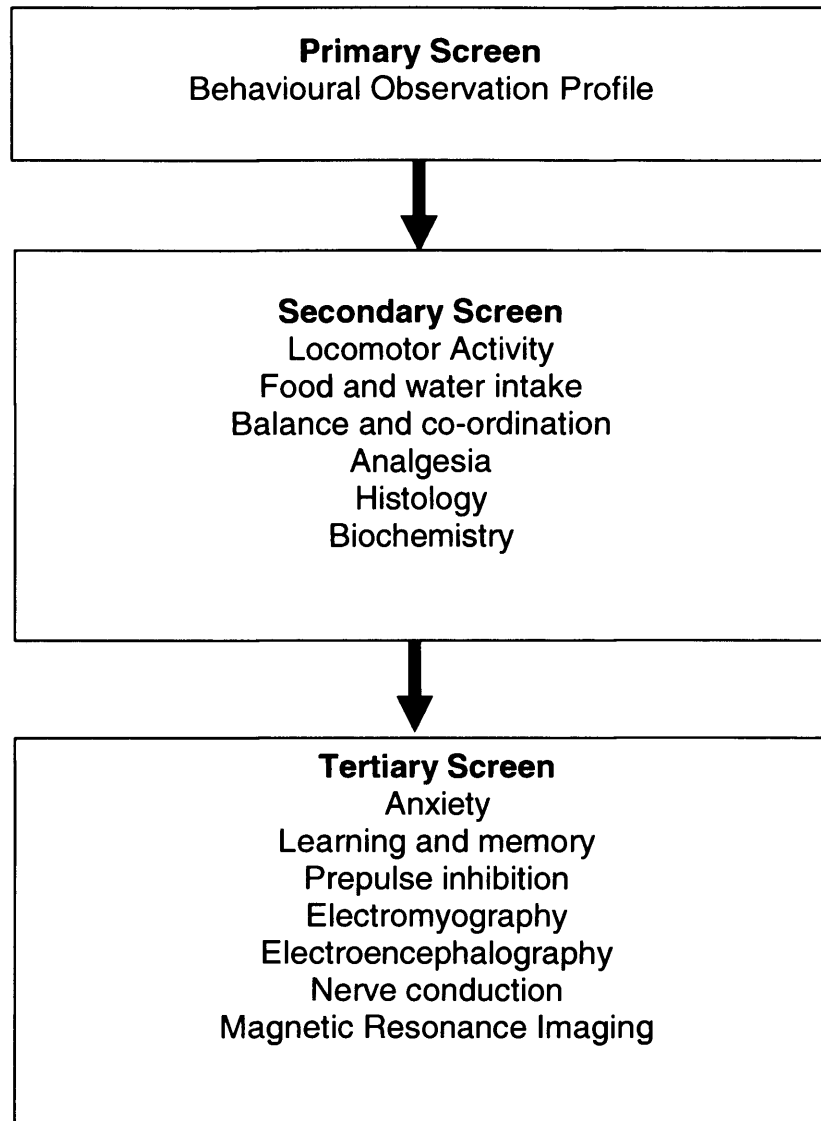 Primary Screen
Behavioural Observation Profile
Secondary Screen
Locomotor Activity
Food and water intake
Balance and co-ordination
Analgesia
Histology
Biochemistry
Tertiary Screen
Anxiety
Learning and memory
Prepulse inhibition
Electromyography
Electroencephalography
Nerve conduction
Magnetic Resonance Imaging